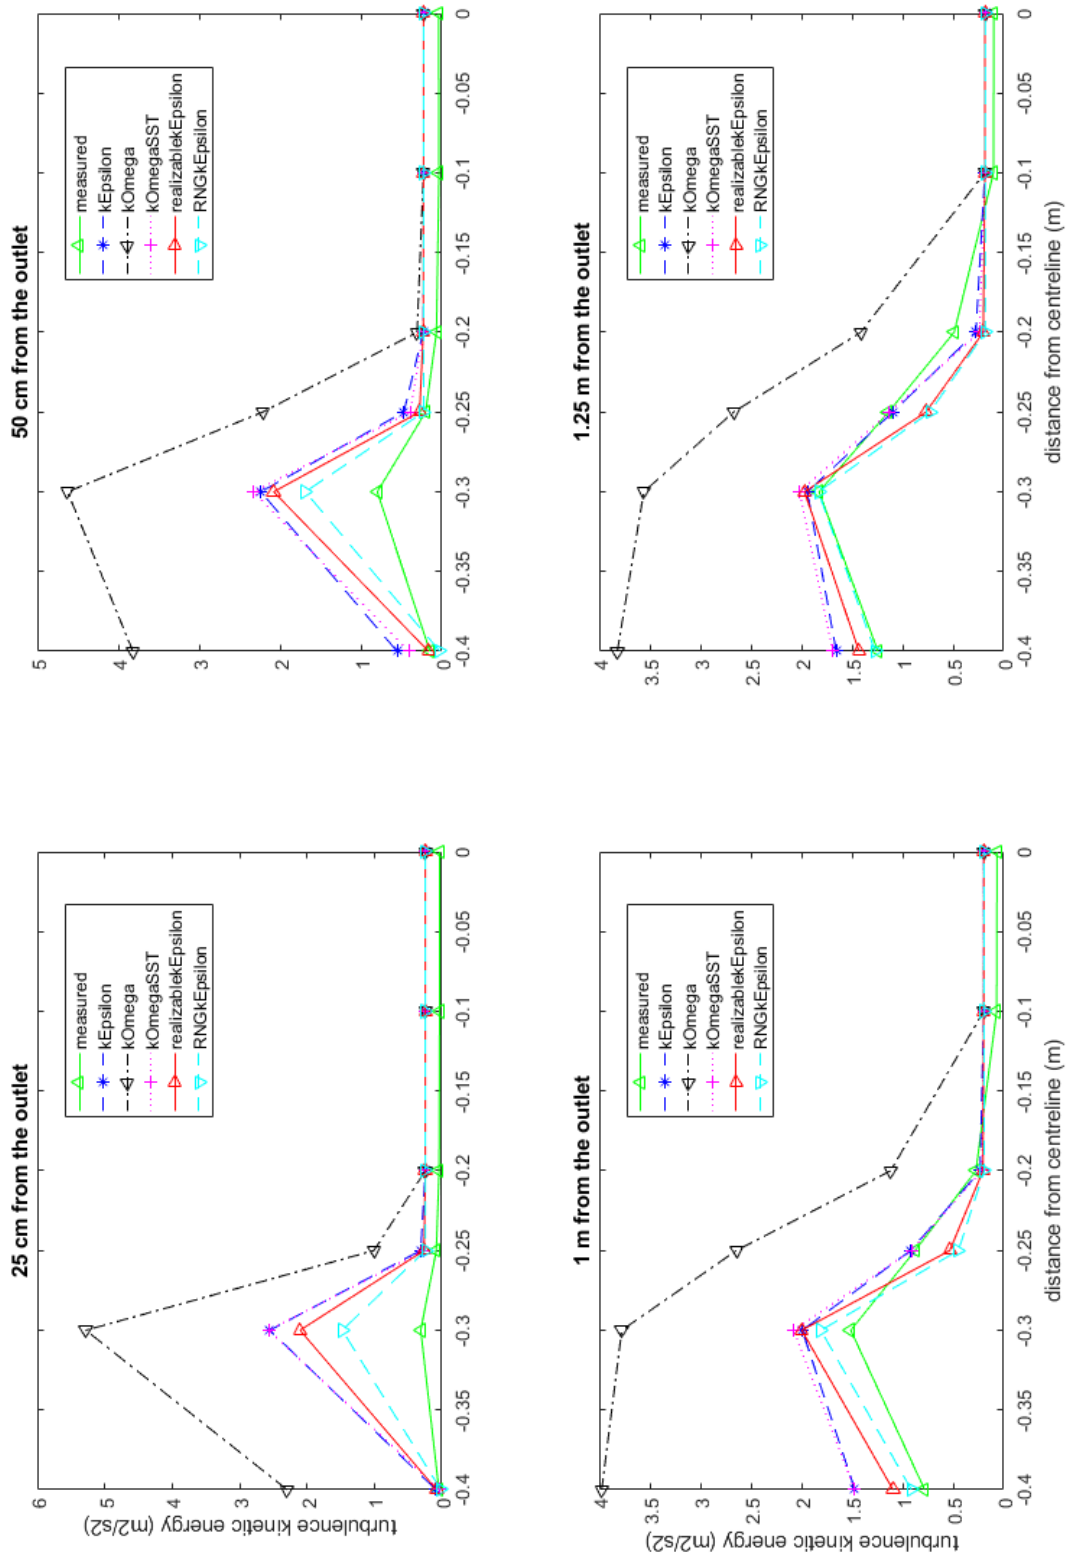 25 cm from the outlet
6
5
4
3
2
1
0
turbulence kinetic energy (m2/s2)
-0.4
-0.35
-0.3
-0.25
-0.2
-0.15
-0.1
-0.05
0
measured
kEpsilon
kOmega
kOmegaSST
realizablekEpsilon
RNGkEpsilon
50 cm from the outlet
5
4
3
2
1
0
-0.4
-0.35
-0.3
-0.25
-0.2
-0.15
-0.1
-0.05
0
measured
kEpsilon
kOmega
kOmegaSST
realizablekEpsilon
RNGkEpsilon
1 m from the outlet
4
3.5
3
2.5
2
1.5
1
0.5
0
turbulence kinetic energy (m2/s2)
-0.4
-0.35
-0.3
-0.25
-0.2
-0.15
-0.1
-0.05
0
distance from centreline (m)
measured
kEpsilon
kOmega
kOmegaSST
realizablekEpsilon
RNGkEpsilon
1.25 m from the outlet
4
3.5
3
2.5
2
1.5
1
0.5
0
-0.4
-0.35
-0.3
-0.25
-0.2
-0.15
-0.1
-0.05
0
distance from centreline (m)
measured
kEpsilon
kOmega
kOmegaSST
realizablekEpsilon
RNGkEpsilon